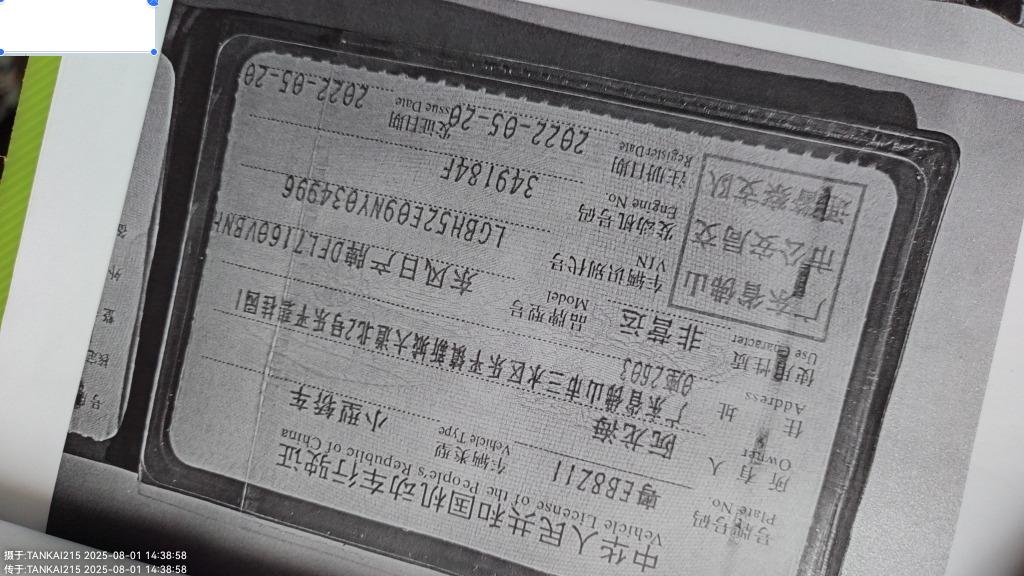 中华人民共和国机动车行驶证
Vehicle License of the People's Republic of China
号牌号码 Plate No. 粤EB8Z11 车辆类型 Vehicle Type 小型轿车
所有人 Owner 阮龙海
住址 Address 广东省佛山市三水区乐平镇新城大道北2号乐平碧桂园1
0座2603
使用性质 Use Character 非营运 品牌型号 Model 东风日产牌DFL7160VBNH
车辆识别代号 VIN LGBH52E09NY034996
发动机号码 Engine No. 349184F
注册日期 Register Date 2022-05-20 发证日期 Issue Date 2022-05-20
广东省佛山
市公安局交
通警察支队
摄于:TANKAI215 2025-08-01 14:38:58
传于:TANKAI215 2025-08-01 14:38:58